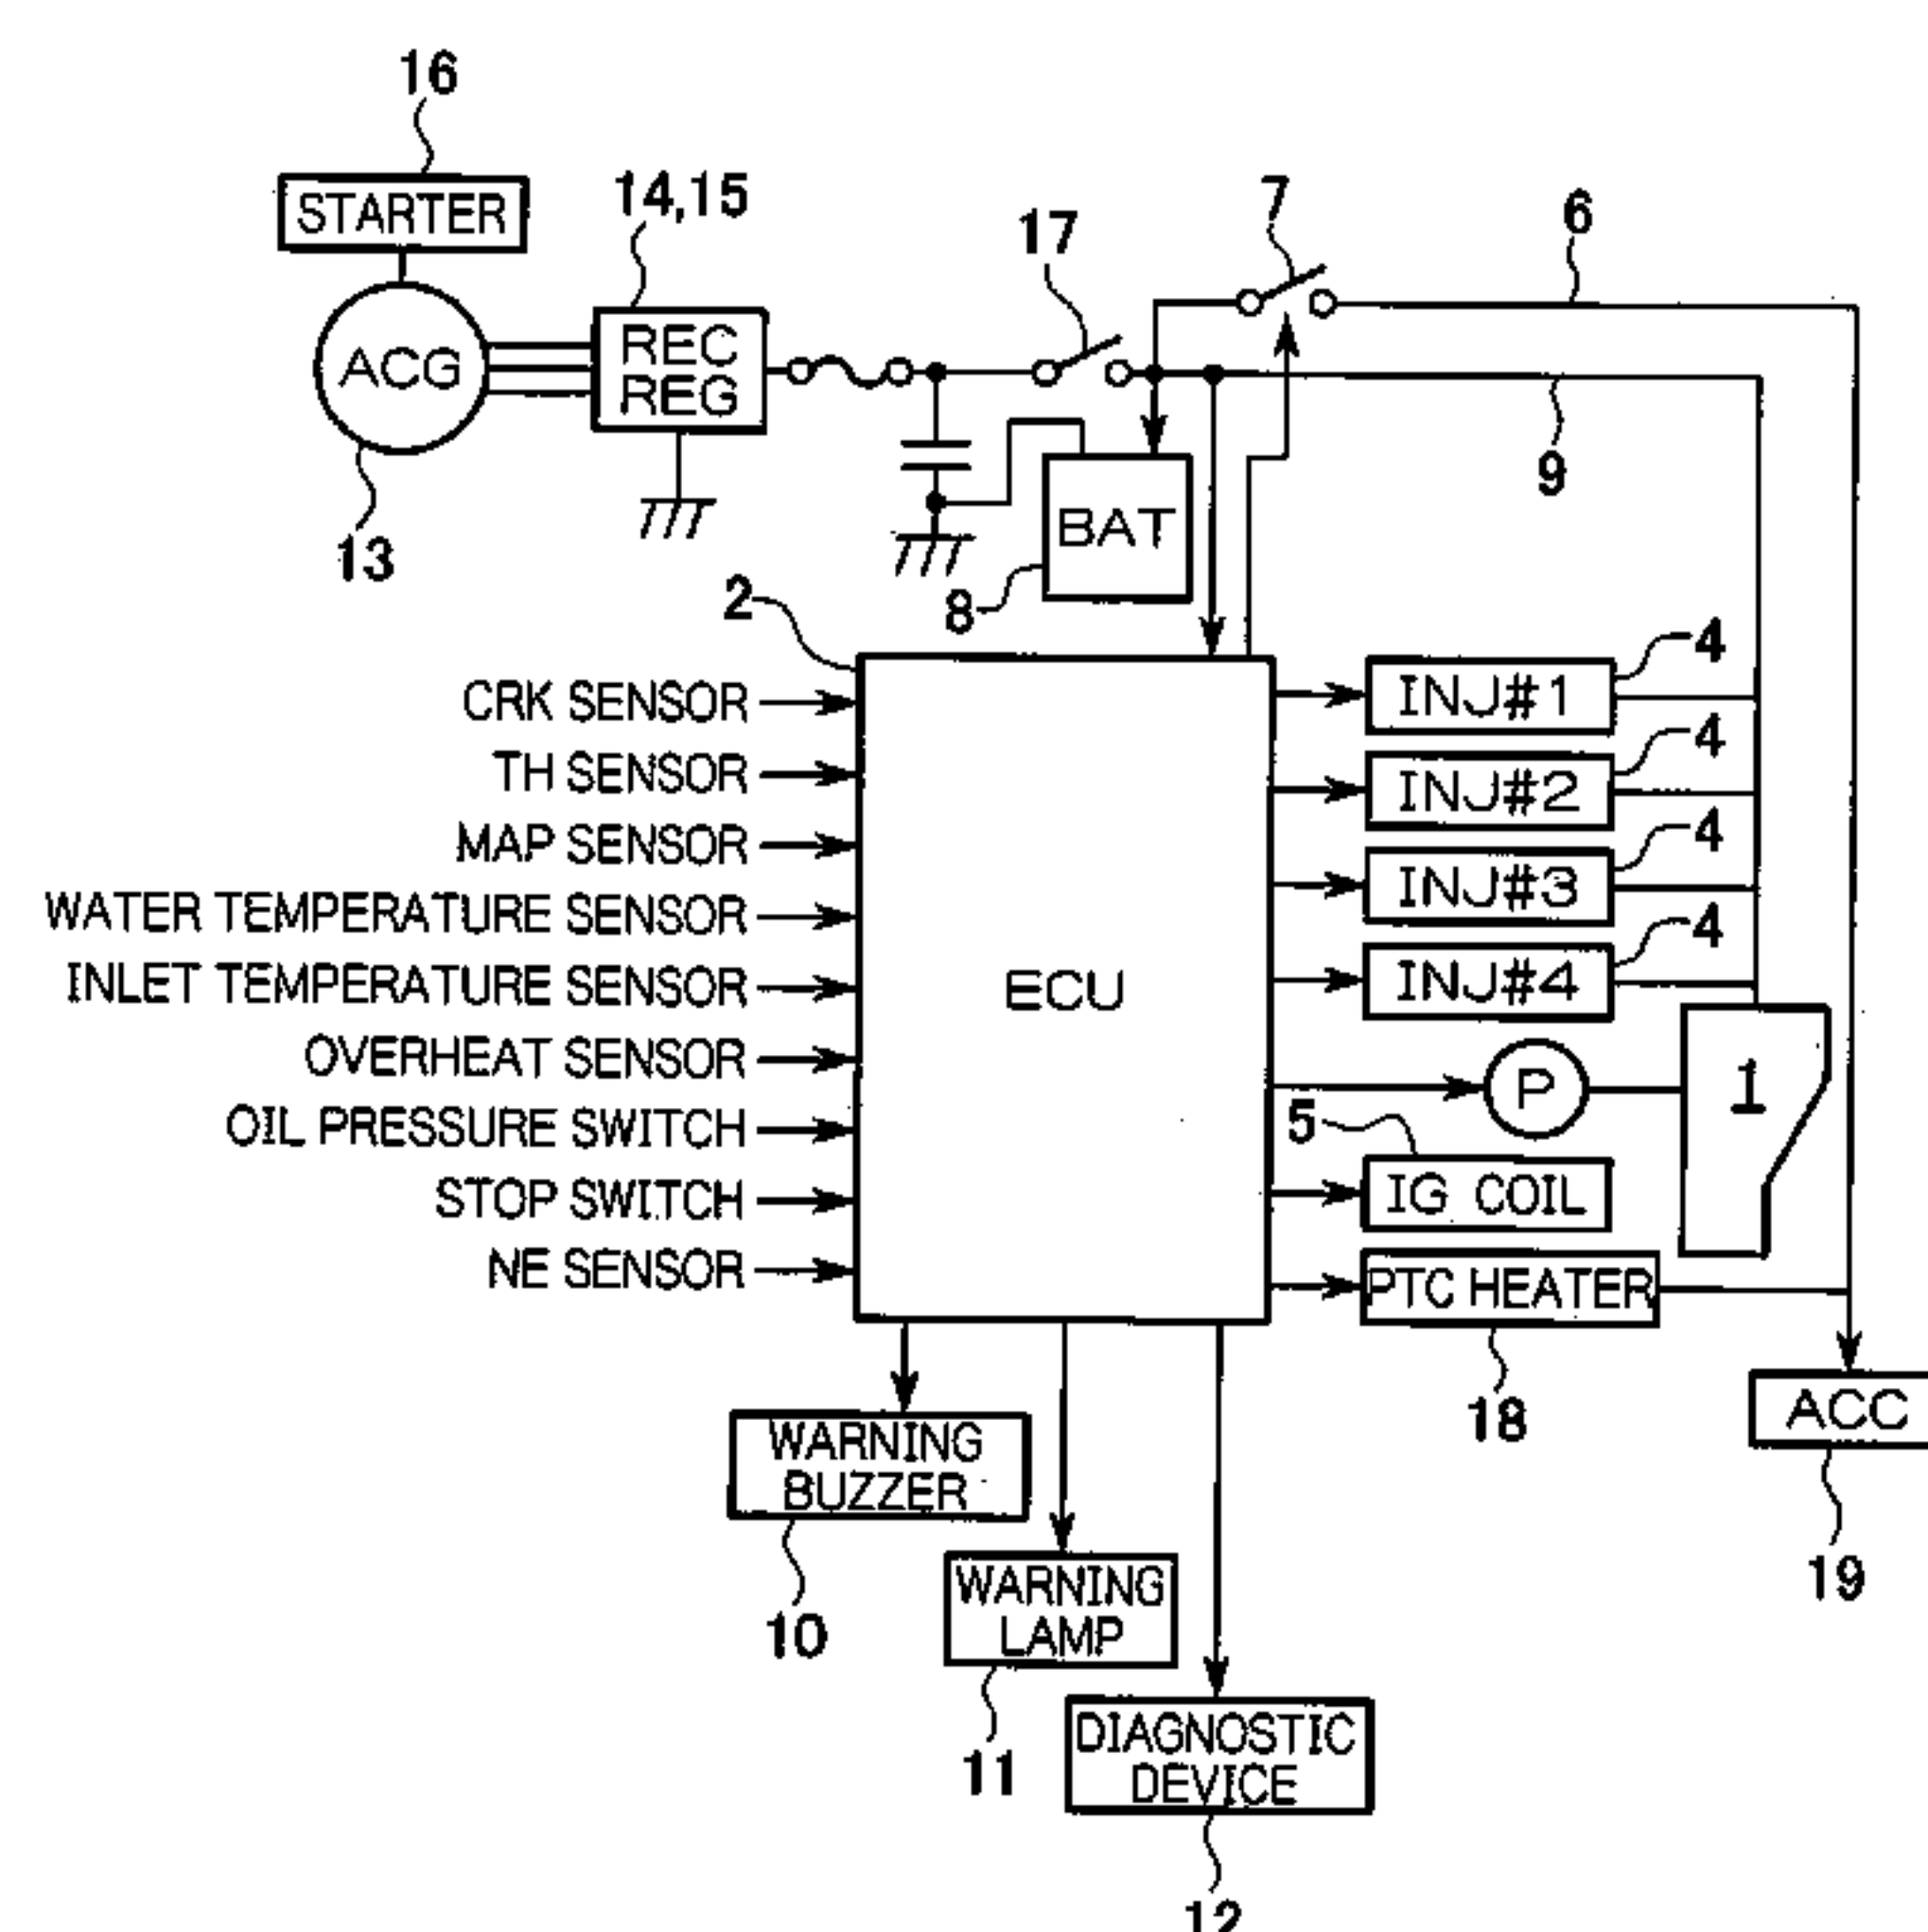 16
STARTER
14,15
17
7
6
ACG
REC
REG
13
BAT
9
8
2
CRK SENSOR
TH SENSOR
MAP SENSOR
WATER TEMPERATURE SENSOR
INLET TEMPERATURE SENSOR
OVERHEAT SENSOR
OIL PRESSURE SWITCH
STOP SWITCH
NE SENSOR
ECU
INJ#1
4
INJ#2
4
INJ#3
4
INJ#4
4
P
1
5
IG COIL
PTC HEATER
18
ACC
19
WARNING
BUZZER
10
WARNING
LAMP
11
DIAGNOSTIC
DEVICE
12